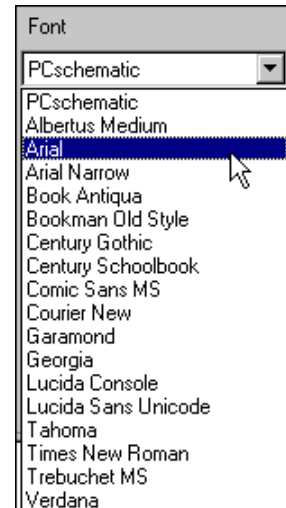 Font
PCschematic
PCschematic
Albertus Medium
Arial
Arial Narrow
Book Antiqua
Bookman Old Style
Century Gothic
Century Schoolbook
Comic Sans MS
Courier New
Garamond
Georgia
Lucida Console
Lucida Sans Unicode
Tahoma
Times New Roman
Trebuchet MS
Verdana